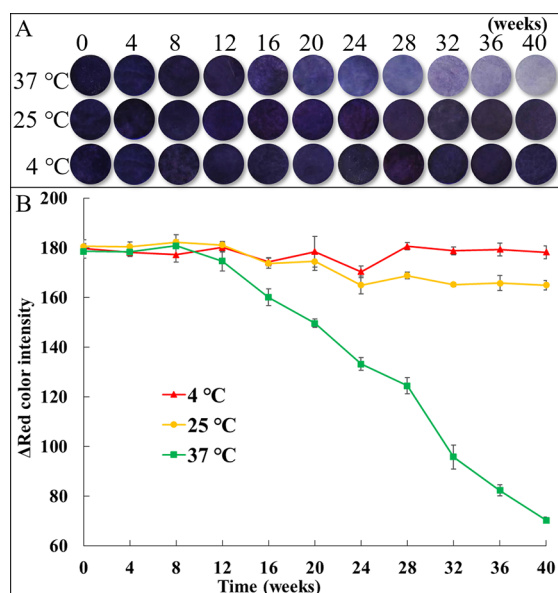 A
(weeks)
0 4 8 12 16 20 24 28 32 36 40
37 °C
25 °C
4 °C
B
200
180
160
140
120
100
80
60
ΔRed color intensity
4 °C
25 °C
37 °C
0 4 8 12 16 20 24 28 32 36 40
Time (weeks)